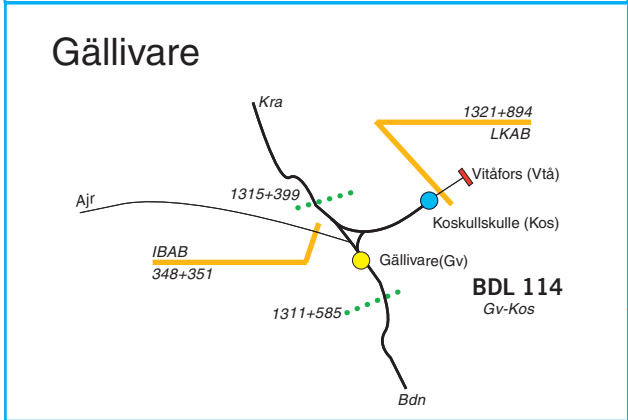 Gällivare
Kra
1321+894
LKAB
Vitåfors (Vtå)
1315+399
Ajr
Koskullskulle (Kos)
IBAB
348+351
Gällivare(Gv)
BDL 114
Gv-Kos
1311+585
Bdn